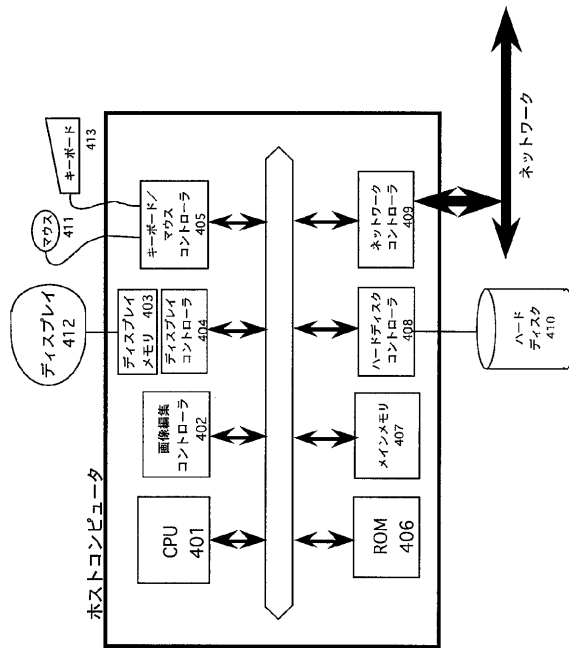 ホストコンピュータ
ディスプレイ
412
マウス
411
キーボード
413
CPU
401
画像編集
コントローラ
402
ディスプレイ
メモリ 403
ディスプレイ
コントローラ
404
キーボード／
マウス
コントローラ
405
ROM
406
メインメモリ
407
ハードディスク
コントローラ
408
ネットワーク
コントローラ
409
ハード
ディスク
410
ネットワーク